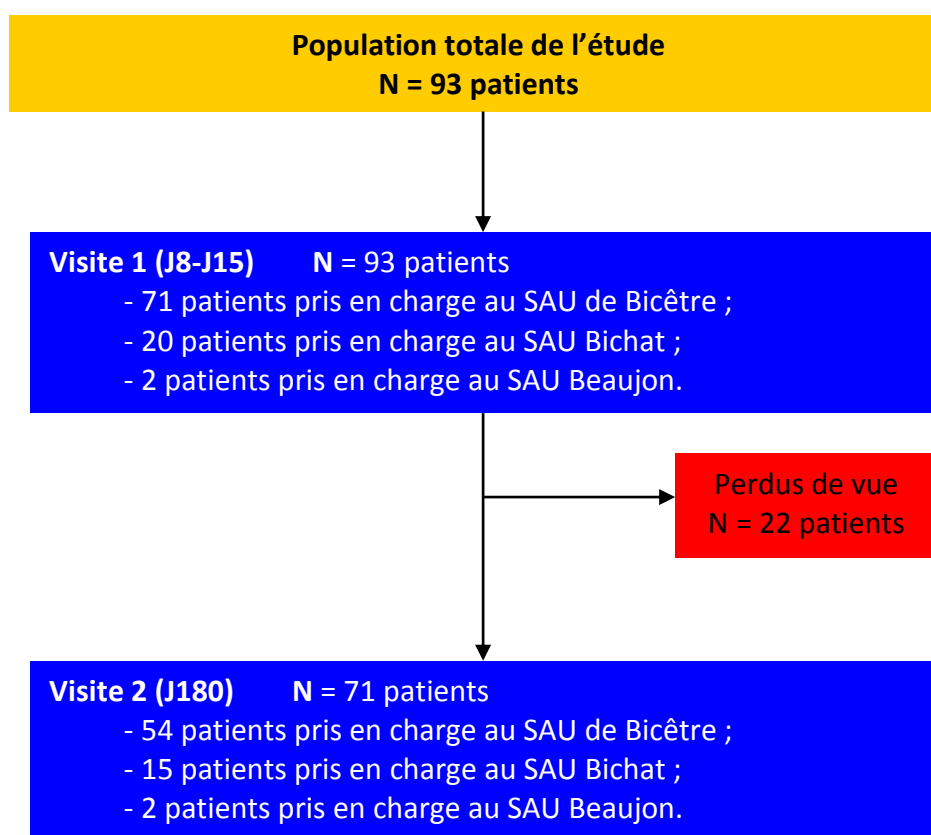 Population totale de l’étude
N = 93 patients
Visite 1 (J8-J15) N = 93 patients
- 71 patients pris en charge au SAU de Bicêtre ;
- 20 patients pris en charge au SAU Bichat ;
- 2 patients pris en charge au SAU Beaujon.
Perdus de vue
N = 22 patients
Visite 2 (J180) N = 71 patients
- 54 patients pris en charge au SAU de Bicêtre ;
- 15 patients pris en charge au SAU Bichat ;
- 2 patients pris en charge au SAU Beaujon.